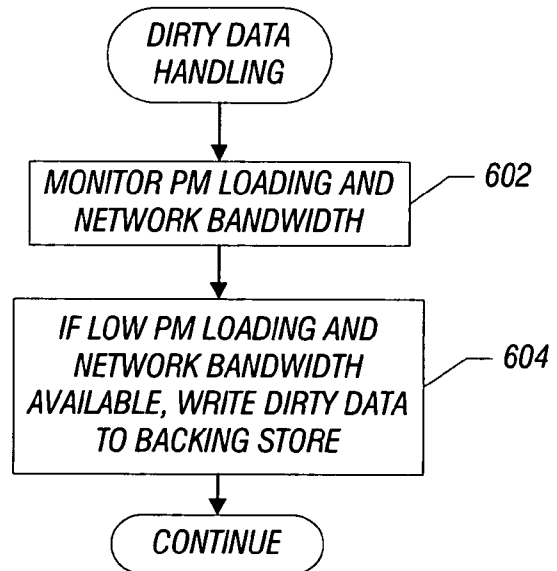 DIRTY DATA
HANDLING
MONITOR PM LOADING AND
NETWORK BANDWIDTH
602
IF LOW PM LOADING AND
NETWORK BANDWIDTH
AVAILABLE, WRITE DIRTY DATA
TO BACKING STORE
604
CONTINUE